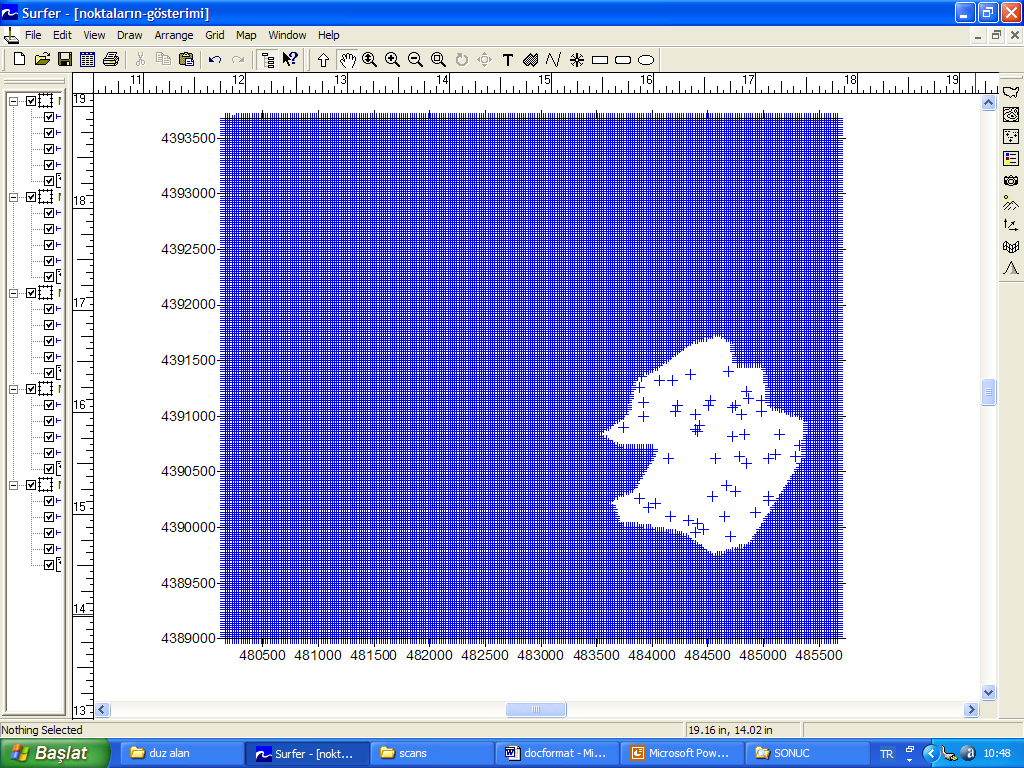 Surfer - [noktaların-gösterimi]
File Edit View Draw Arrange Grid Map Window Help
11 12 13 14 15 16 17 18 19
19
18
17
16
15
14
13
4393500
4393000
4392500
4392000
4391500
4391000
4390500
4390000
4389500
4389000
480500 481000 481500 482000 482500 483000 483500 484000 484500 485000 485500
Nothing Selected
19.16 in, 14.02 in
Başlat
duz alan
Surfer - [nokt...
scans
docformat - Mi...
Microsoft Pow...
SONUC
TR
10:48